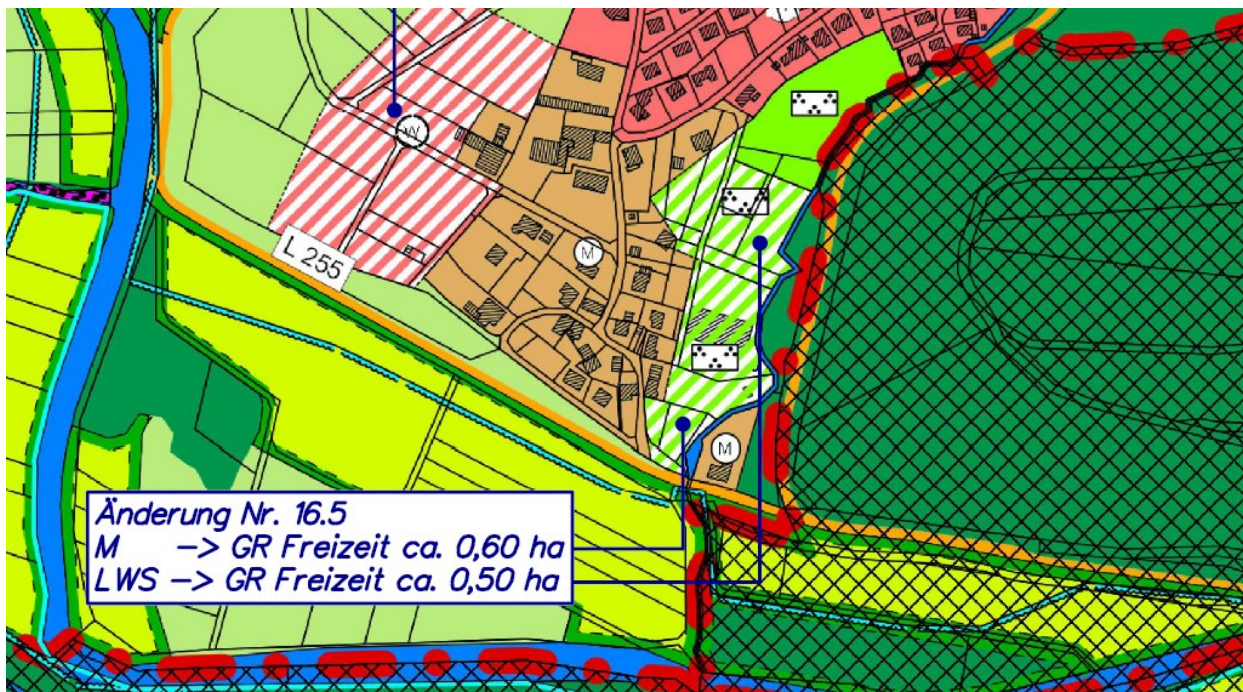 W
M
L 255
M
Änderung Nr. 16.5
M -> GR Freizeit ca. 0,60 ha
LWS -> GR Freizeit ca. 0,50 ha